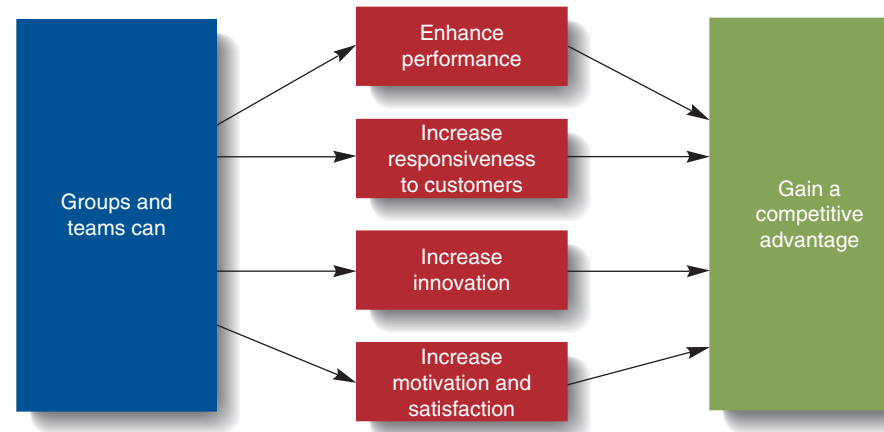 Groups and
teams can
Enhance
performance
Increase
responsiveness
to customers
Increase
innovation
Increase
motivation and
satisfaction
Gain a
competitive
advantage